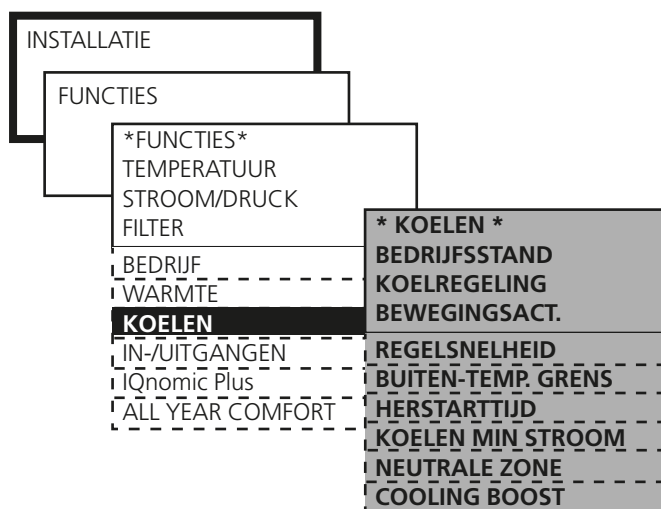 INSTALLATIE
FUNCTIES
*FUNCTIES*
TEMPERATUUR
STROOM/DRUCK
FILTER
BEDRIJF
WARMTE
KOELEN
IN-/UITGANGEN
IQnomic Plus
ALL YEAR COMFORT
* KOELEN *
BEDRIJFSSTAND
KOELREGELING
BEWEGINGSACT.
REGELSNELHEID
BUITEN-TEMP. GRENS
HERSTARTTIJD
KOELEN MIN STROOM
NEUTRALE ZONE
COOLING BOOST